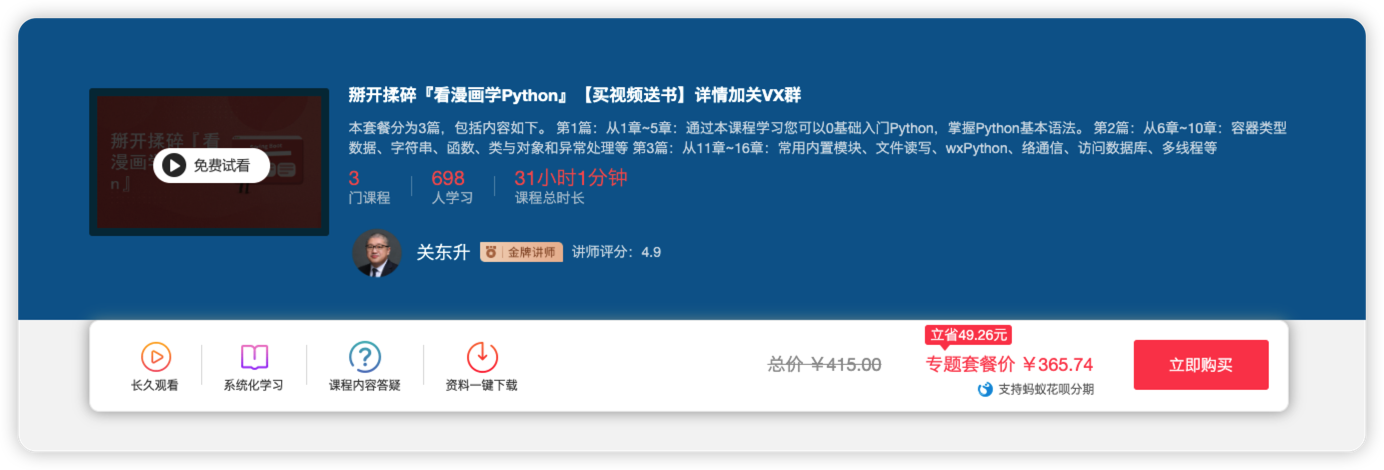 掰开揉碎『看漫画学Python』【买视频送书】详情加关VX群
本套餐分为3篇，包括内容如下。 第1篇：从1章~5章：通过本课程学习您可以0基础入门Python，掌握Python基本语法。 第2篇：从6章~10章：容器类型
数据、字符串、函数、类与对象和异常处理等 第3篇：从11章~16章：常用内置模块、文件读写、wxPython、络通信、访问数据库、多线程等
掰开揉碎『看
漫画学
n』
免费试看
3 698 31小时1分钟
门课程 人学习 课程总时长
关东升 金牌讲师 讲师评分：4.9
立省49.26元
总价 ￥415.00 专题套餐价 ￥365.74 立即购买
长久观看 系统化学习 课程内容答疑 资料一键下载 支持蚂蚁花呗分期